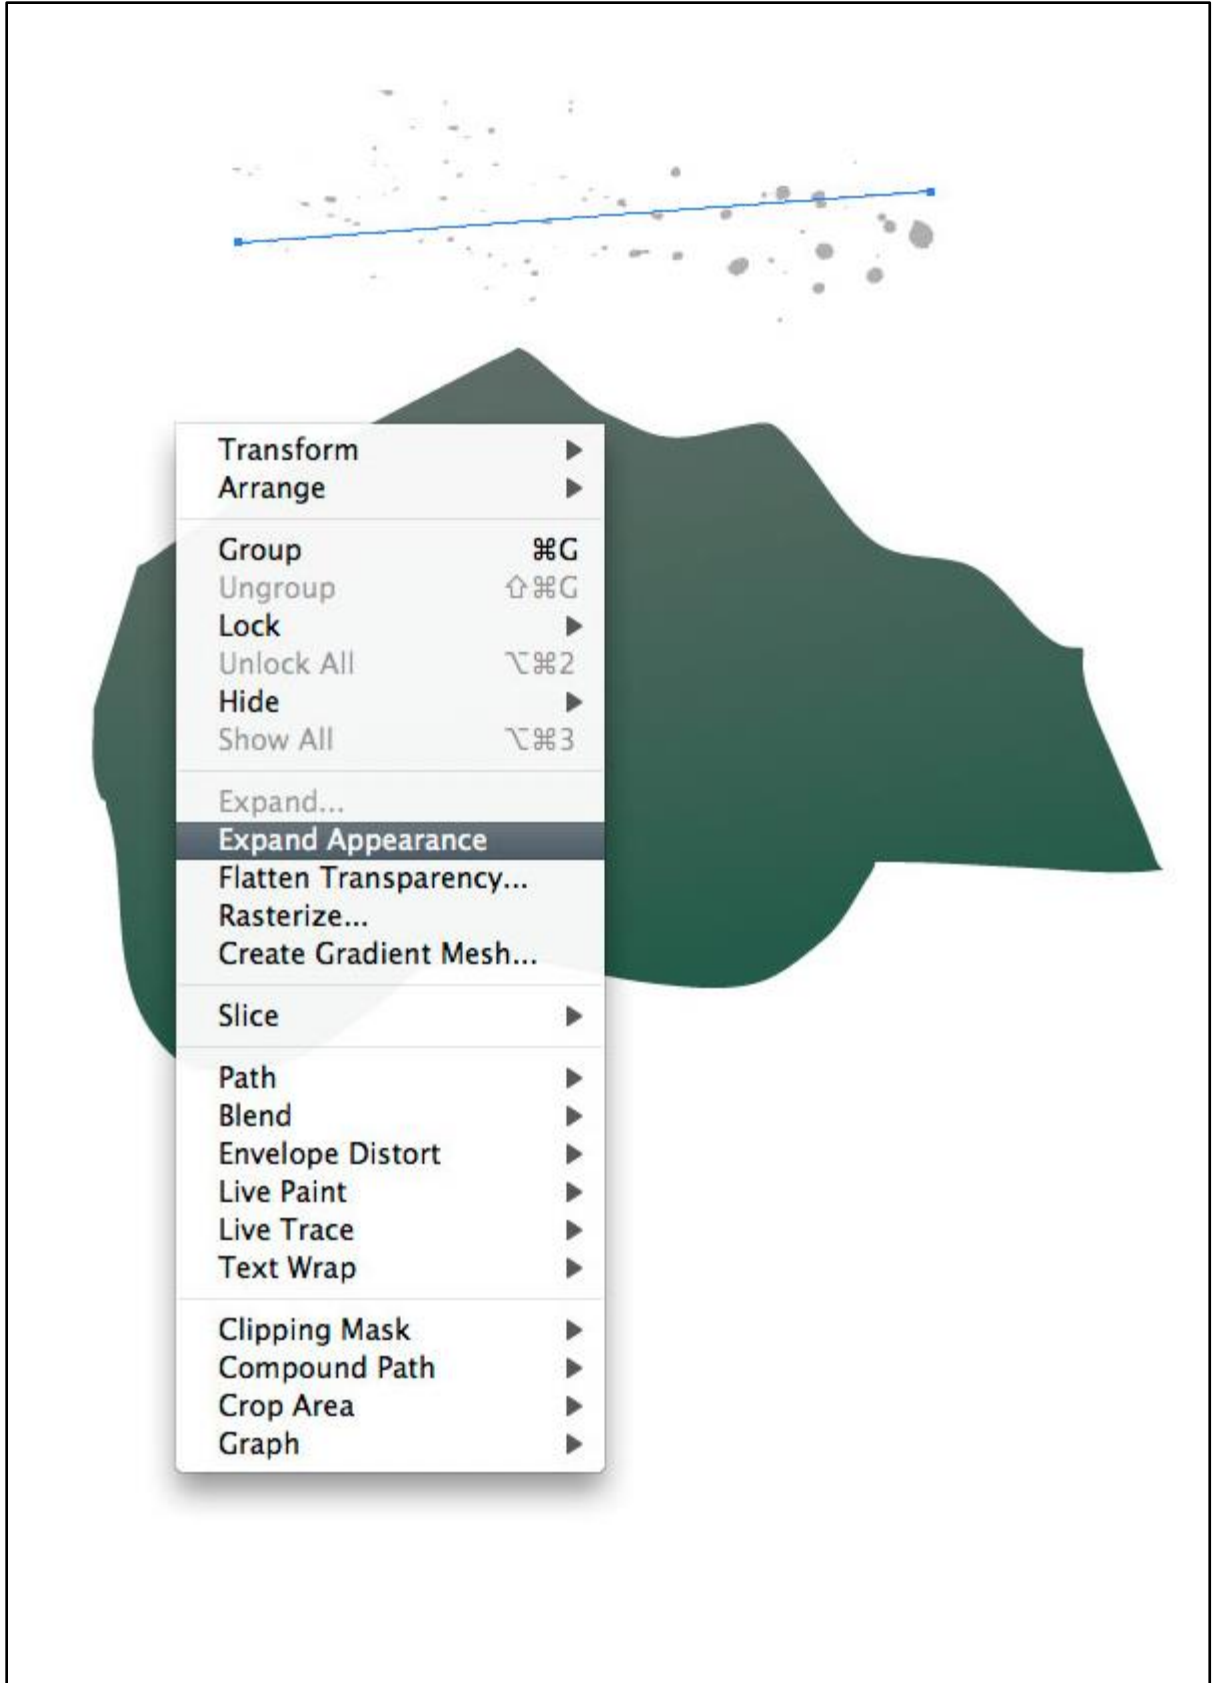 Transform
Arrange
Group ⌘G
Ungroup ⇧⌘G
Lock
Unlock All ⌥⌘2
Hide
Show All ⌥⌘3
Expand...
Expand Appearance
Flatten Transparency...
Rasterize...
Create Gradient Mesh...
Slice
Path
Blend
Envelope Distort
Live Paint
Live Trace
Text Wrap
Clipping Mask
Compound Path
Crop Area
Graph